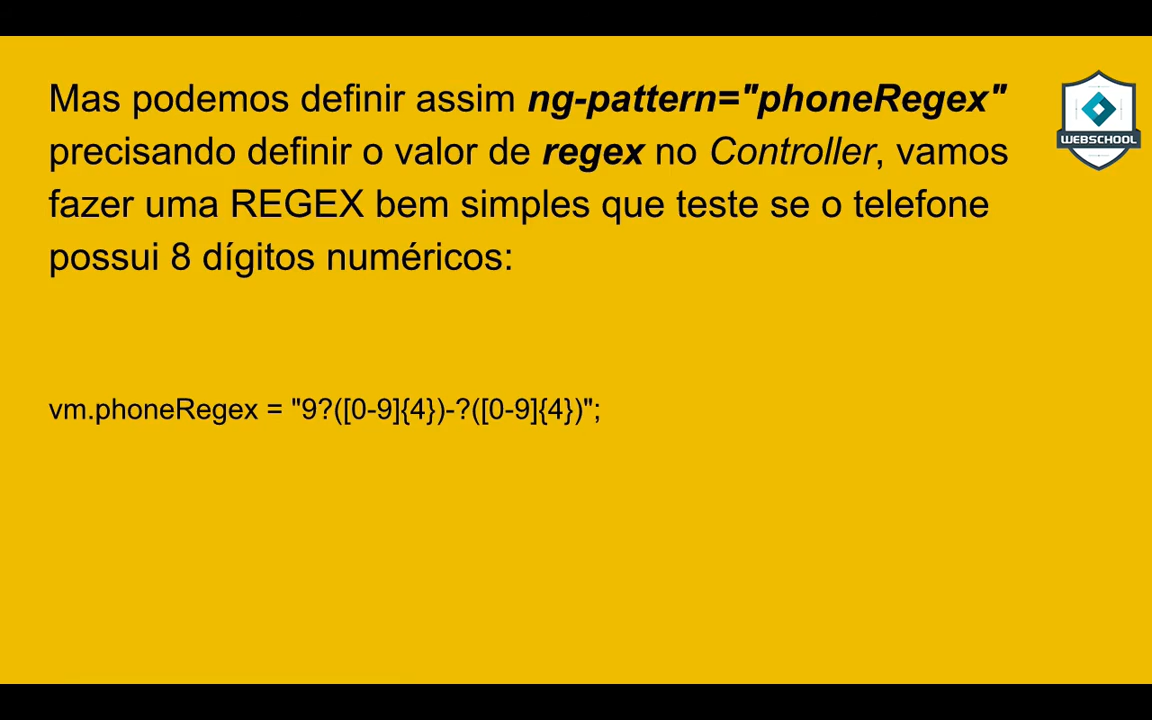 Mas podemos definir assim ng-pattern="phoneRegex"
precisando definir o valor de regex no Controller, vamos
fazer uma REGEX bem simples que teste se o telefone
possui 8 dígitos numéricos:
vm.phoneRegex = "9?([0-9]{4})-?([0-9]{4})";
WEBSCHOOL